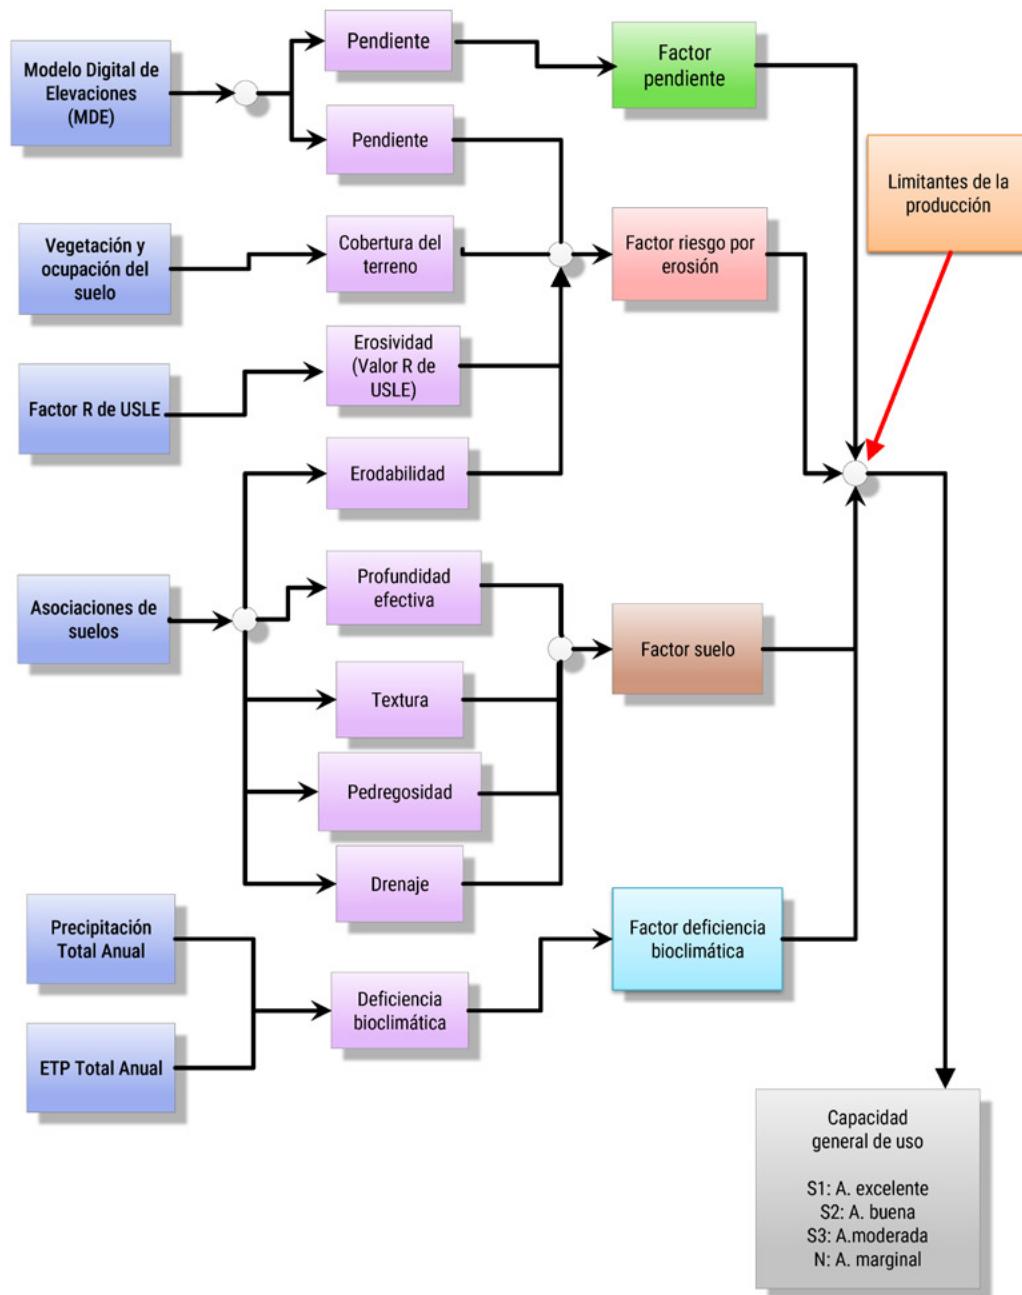 Modelo Digital de
Elevaciones
(MDE)
Pendiente
Factor
pendiente
Pendiente
Limitantes de la
producción
Vegetación y
ocupación del
suelo
Cobertura del
terreno
Factor riesgo por
erosión
Factor R de USLE
Erosividad
(Valor R de
USLE)
Erodabilidad
Asociaciones de
suelos
Profundidad
efectiva
Factor suelo
Textura
Pedregosidad
Drenaje
Precipitación
Total Anual
Factor deficiencia
bioclimática
Deficiencia
bioclimática
ETP Total Anual
Capacidad
general de uso
S1: A. excelente
S2: A. buena
S3: A.moderada
N: A. marginal